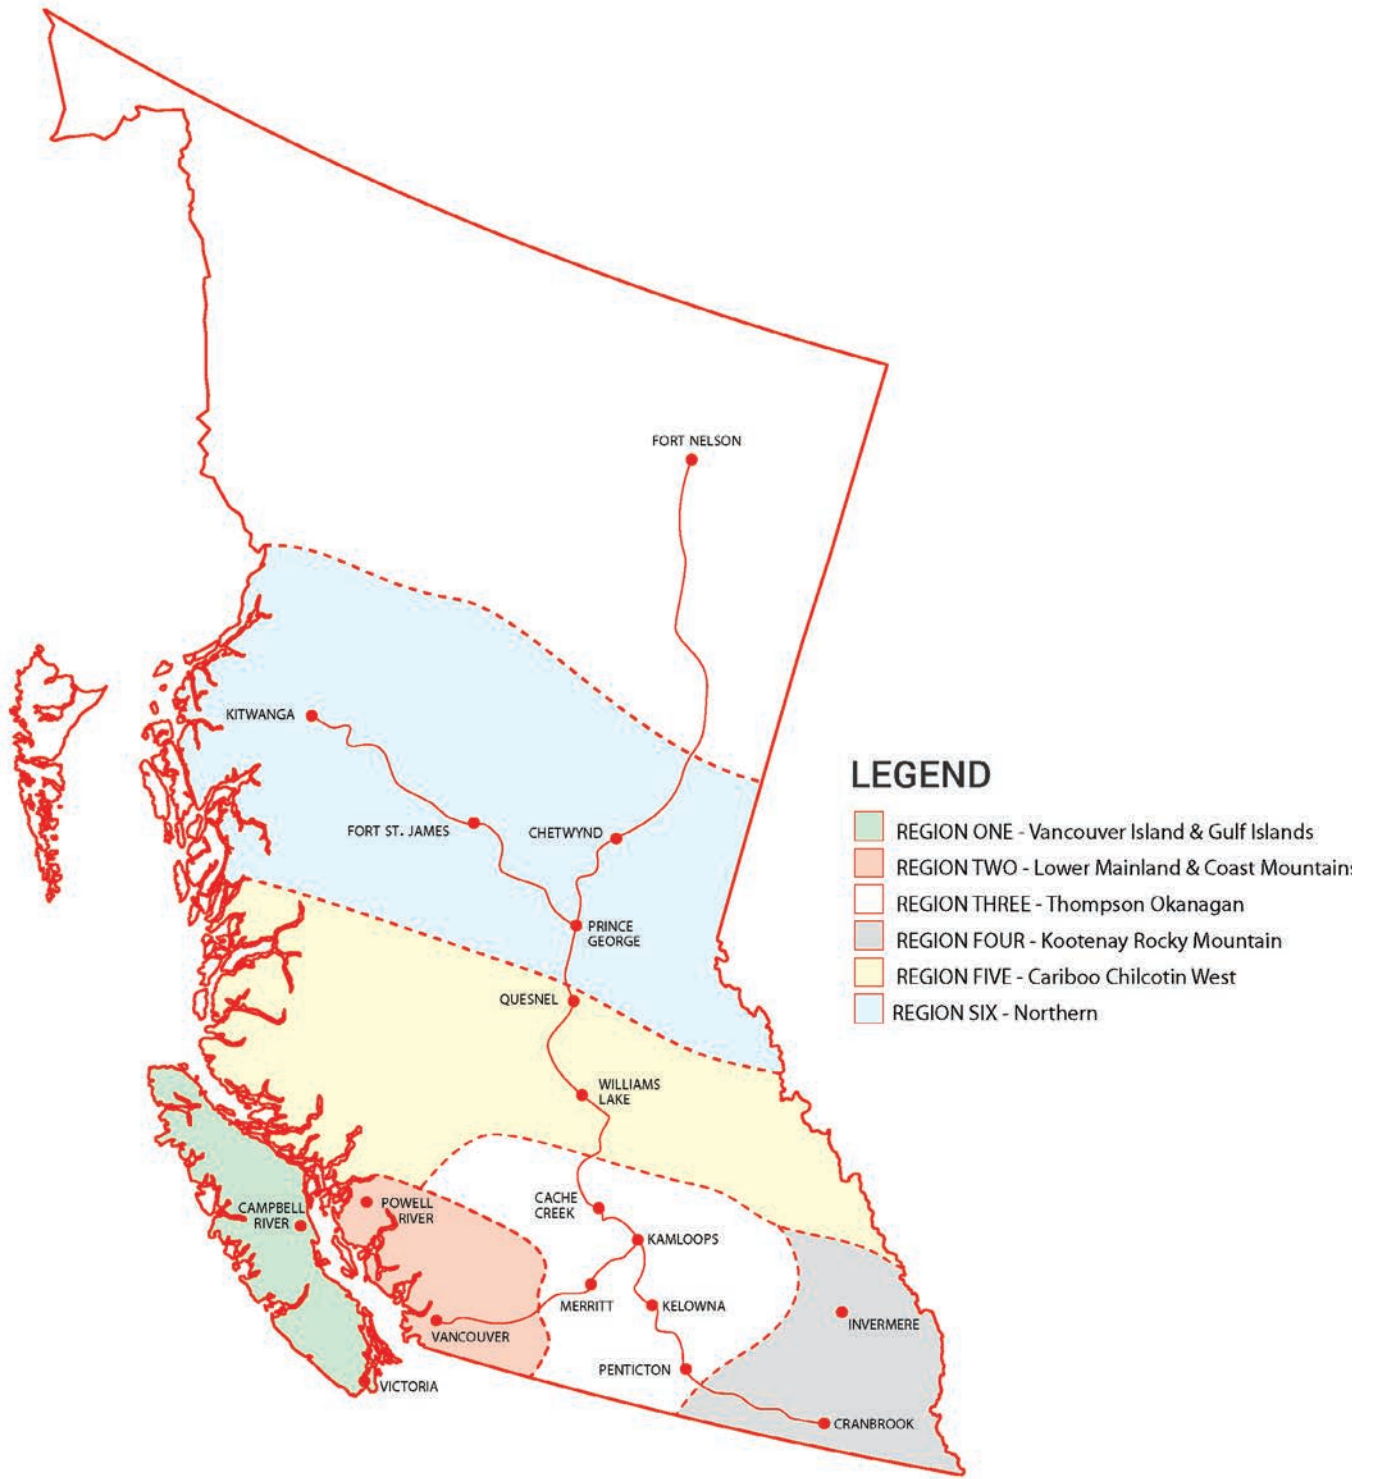 FORT NELSON
KITWANGA
FORT ST. JAMES
CHETWYND
PRINCE
GEORGE
QUESNEL
WILLIAMS
LAKE
CACHE
CREEK
KAMLOOPS
MERRITT
KELOWNA
PENTICTON
CAMPBELL
RIVER
POWELL
RIVER
VANCOUVER
VICTORIA
INVERMERE
CRANBROOK
LEGEND
REGION ONE - Vancouver Island & Gulf Islands
REGION TWO - Lower Mainland & Coast Mountains
REGION THREE - Thompson Okanagan
REGION FOUR - Kootenay Rocky Mountain
REGION FIVE - Cariboo Chilcotin West
REGION SIX - Northern